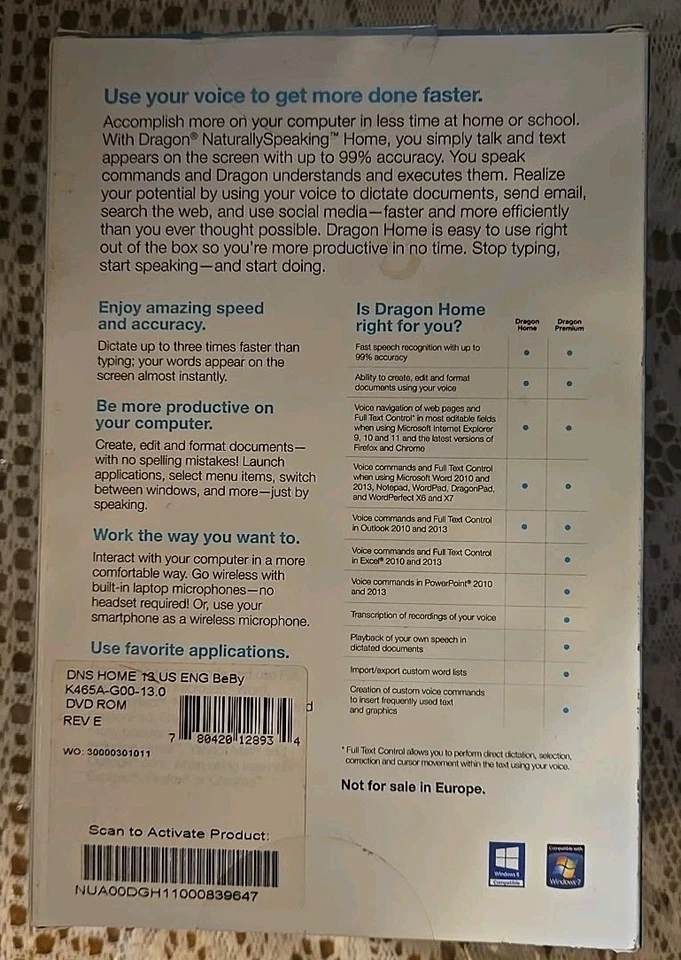 Use your voice to get more done faster.
Accomplish more on your computer in less time at home or school.
With Dragon® NaturallySpeaking™ Home, you simply talk and text
appears on the screen with up to 99% accuracy. You speak
commands and Dragon understands and executes them. Realize
your potential by using your voice to dictate documents, send email,
search the web, and use social media—faster and more efficiently
than you ever thought possible. Dragon Home is easy to use right
out of the box so you're more productive in no time. Stop typing,
start speaking—and start doing.
Enjoy amazing speed
and accuracy.
Dictate up to three times faster than
typing; your words appear on the
screen almost instantly.
Be more productive on
your computer.
Create, edit and format documents—
with no spelling mistakes! Launch
applications, select menu items, switch
between windows, and more—just by
speaking.
Work the way you want to.
Interact with your computer in a more
comfortable way. Go wireless with
built-in laptop microphones—no
headset required! Or, use your
smartphone as a wireless microphone.
Use favorite applications.
d
DNS HOME 13 US ENG BeBy
K465A-G00-13.0
DVD ROM
REV E
7 80420 12893 4
WO: 30000301011
Scan to Activate Product:
NUA00DGH11000839647
Is Dragon Home
right for you?
Dragon
Home
Dragon
Premium
Fast speech recognition with up to
99% accuracy
Ability to create, edit and format
documents using your voice
Voice navigation of web pages and
Full Text Control* in most editable fields
when using Microsoft Internet Explorer
9, 10 and 11 and the latest versions of
Firefox and Chrome
Voice commands and Full Text Control
when using Microsoft Word 2010 and
2013, Notepad, WordPad, DragonPad,
and WordPerfect X6 and X7
Voice commands and Full Text Control
in Outlook 2010 and 2013
Voice commands and Full Text Control
in Excel® 2010 and 2013
Voice commands in PowerPoint® 2010
and 2013
Transcription of recordings of your voice
Playback of your own speech in
dictated documents
Import/export custom word lists
Creation of custom voice commands
to insert frequently used text
and graphics
* Full Text Control allows you to perform direct dictation, selection,
correction and cursor movement within the text using your voice.
Not for sale in Europe.
Windows 8
Compatible
Compatible with
Windows 7